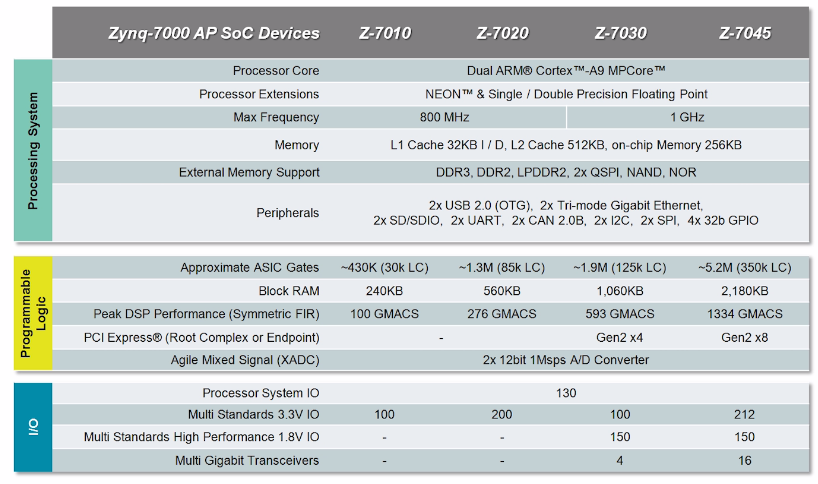 Zynq-7000 AP SoC Devices Z-7010 Z-7020 Z-7030 Z-7045
Processing System
Processor Core Dual ARM® Cortex™-A9 MPCore™
Processor Extensions NEON™ & Single / Double Precision Floating Point
Max Frequency 800 MHz 1 GHz
Memory L1 Cache 32KB I / D, L2 Cache 512KB, on-chip Memory 256KB
External Memory Support DDR3, DDR2, LPDDR2, 2x QSPI, NAND, NOR
Peripherals 2x USB 2.0 (OTG), 2x Tri-mode Gigabit Ethernet,
2x SD/SDIO, 2x UART, 2x CAN 2.0B, 2x I2C, 2x SPI, 4x 32b GPIO
Programmable
Logic
Approximate ASIC Gates ~430K (30k LC) ~1.3M (85k LC) ~1.9M (125k LC) ~5.2M (350k LC)
Block RAM 240KB 560KB 1,060KB 2,180KB
Peak DSP Performance (Symmetric FIR) 100 GMACS 276 GMACS 593 GMACS 1334 GMACS
PCI Express® (Root Complex or Endpoint) - Gen2 x4 Gen2 x8
Agile Mixed Signal (XADC) 2x 12bit 1Msps A/D Converter
I/O
Processor System IO 130
Multi Standards 3.3V IO 100 200 100 212
Multi Standards High Performance 1.8V IO - - 150 150
Multi Gigabit Transceivers - - 4 16